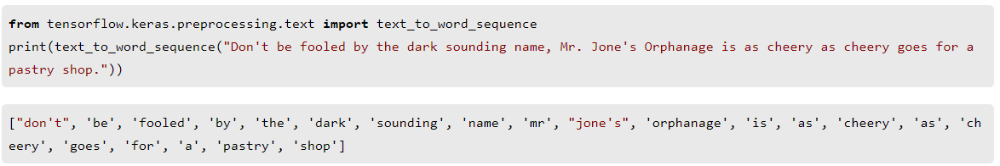 from tensorflow.keras.preprocessing.text import text_to_word_sequence
print(text_to_word_sequence("Don't be fooled by the dark sounding name, Mr. Jone's Orphanage is as cheery as cheery goes for a
pastry shop."))
["don't", 'be', 'fooled', 'by', 'the', 'dark', 'sounding', 'name', 'mr', "jone's", 'orphanage', 'is', 'as', 'cheery', 'as', 'ch
eery', 'goes', 'for', 'a', 'pastry', 'shop']